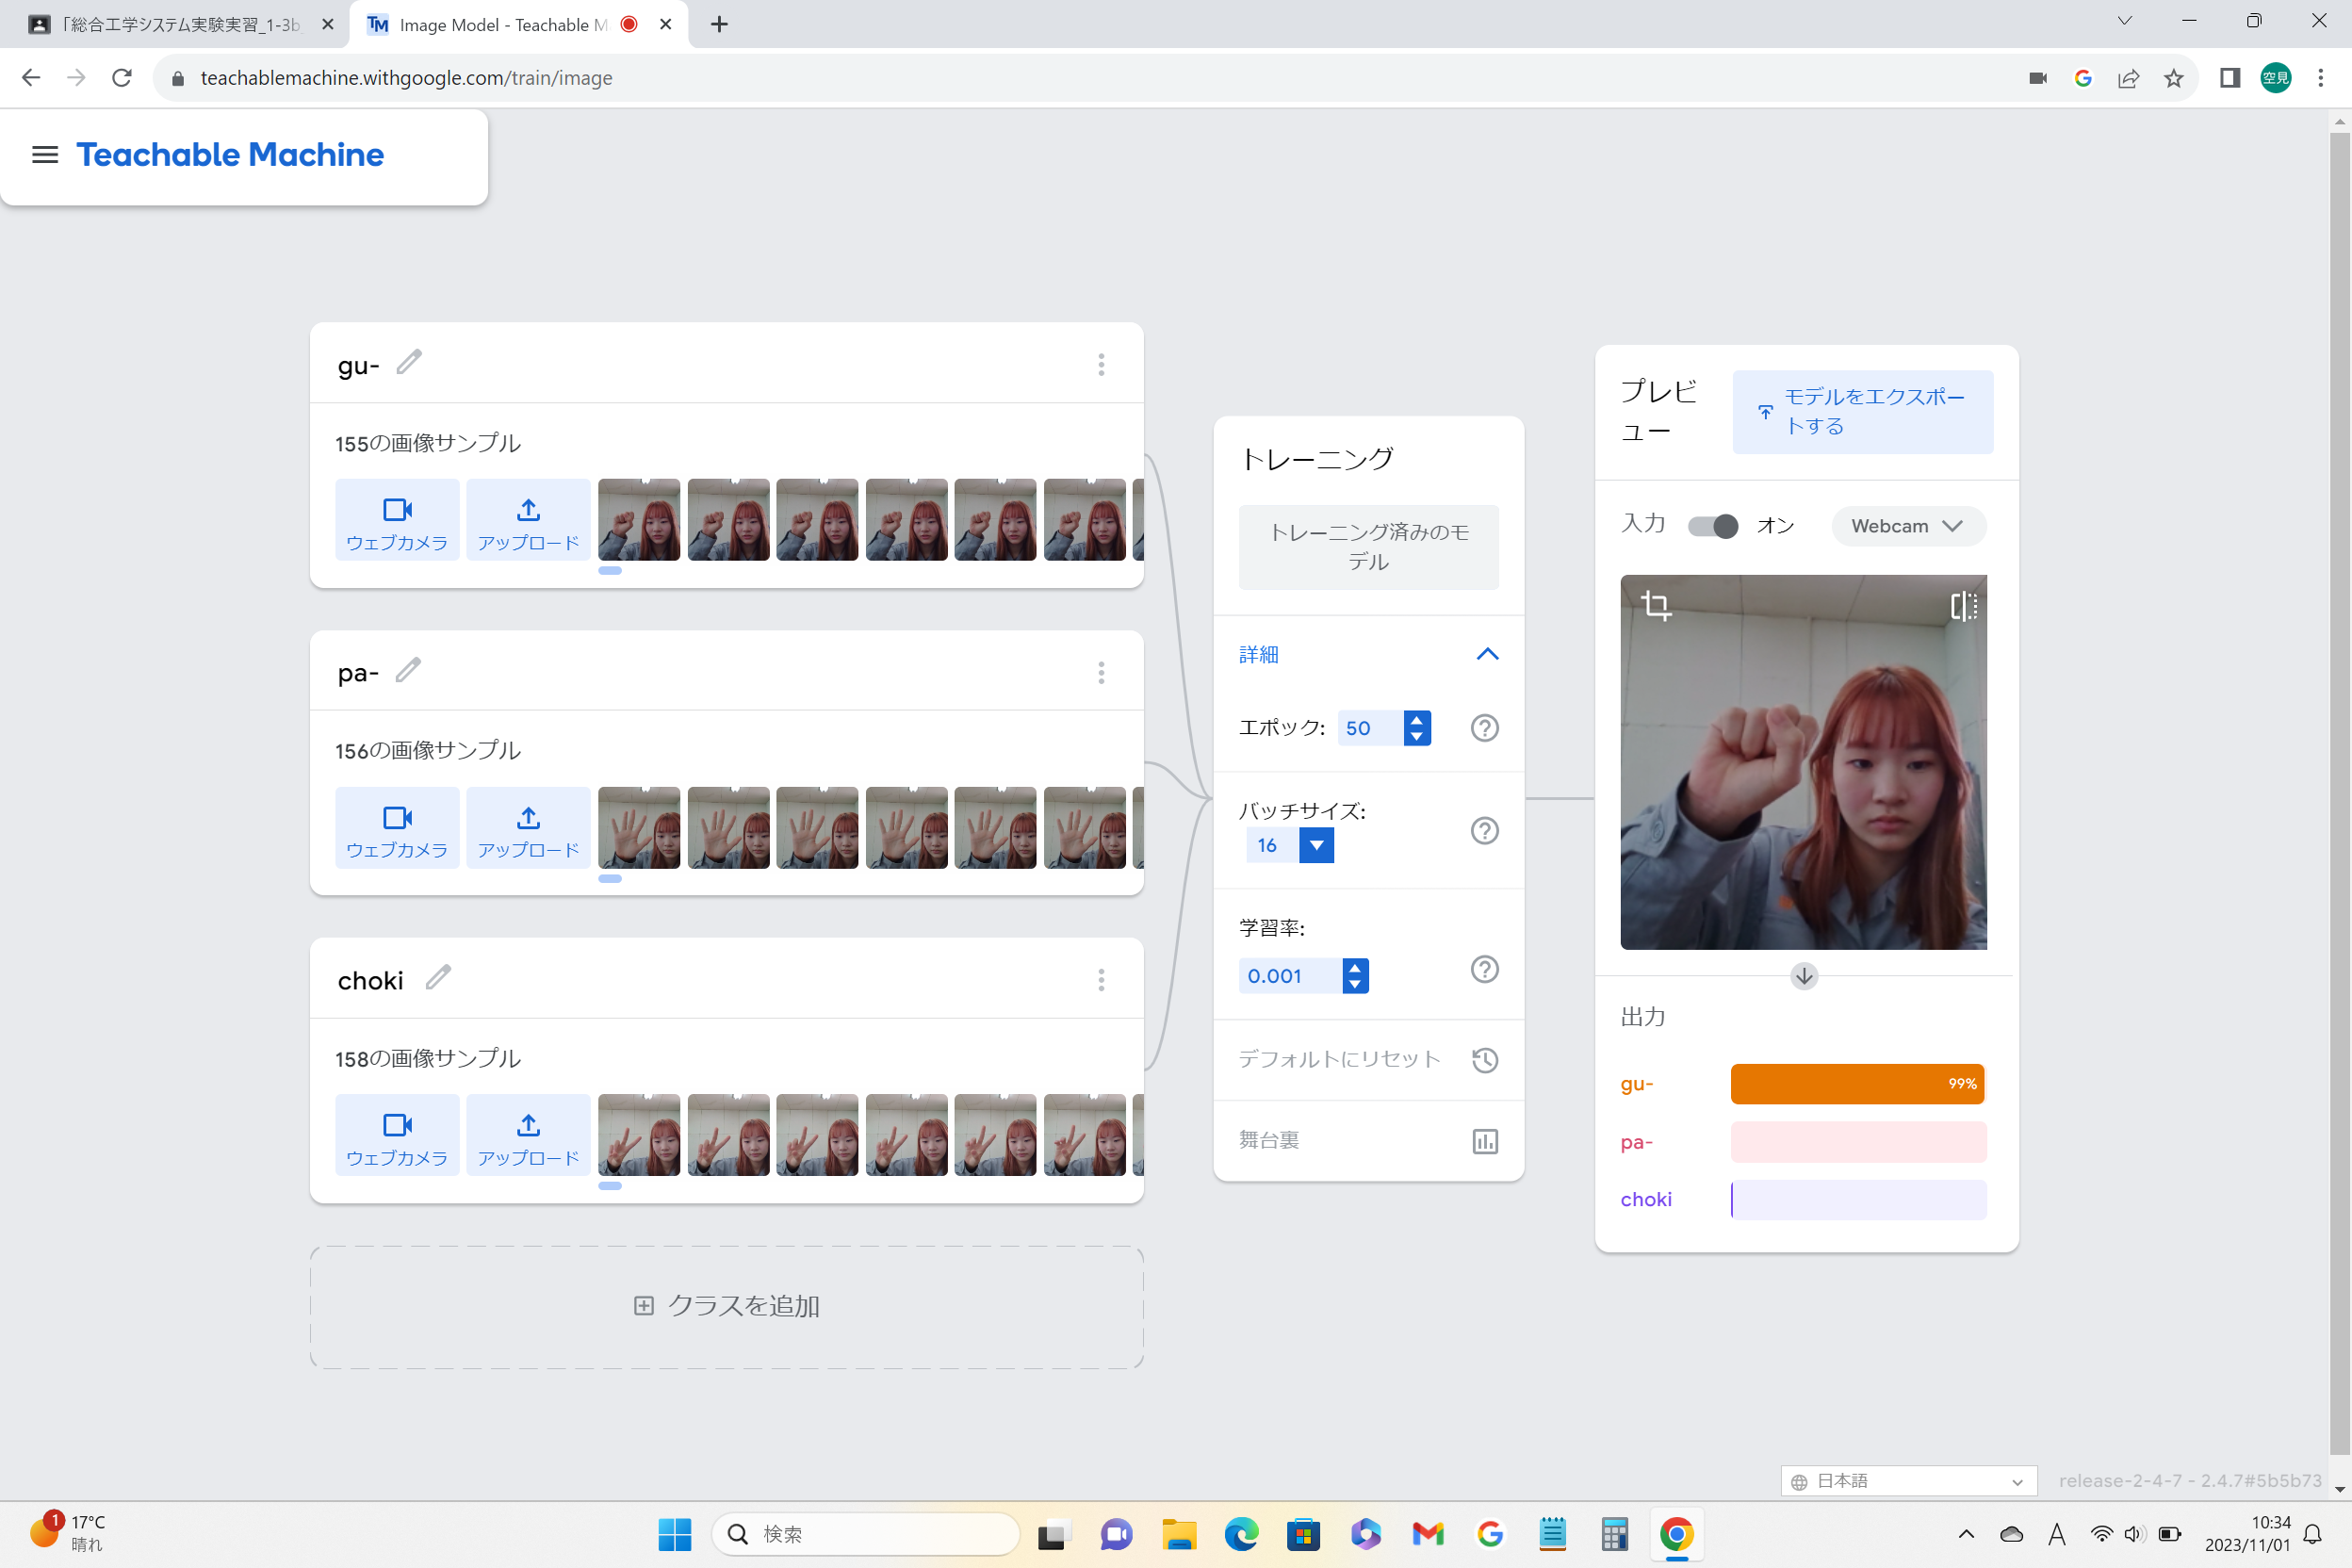 「総合工学システム実験実習_1-3b
Image Model - Teachable M
teachablemachine.withgoogle.com/train/image
空見
Teachable Machine
gu-
155の画像サンプル
ウェブカメラ
アップロード
pa-
156の画像サンプル
ウェブカメラ
アップロード
choki
158の画像サンプル
ウェブカメラ
アップロード
クラスを追加
トレーニング
トレーニング済みのモ
デル
詳細
エポック:
50
バッチサイズ:
16
学習率:
0.001
デフォルトにリセット
舞台裏
プレビ
ュー
モデルをエクスポー
トする
入力
オン
Webcam
出力
gu-
99%
pa-
choki
日本語
release-2-4-7 - 2.4.7#5b5b73
1
17°C
晴れ
検索
A
10:34
2023/11/01